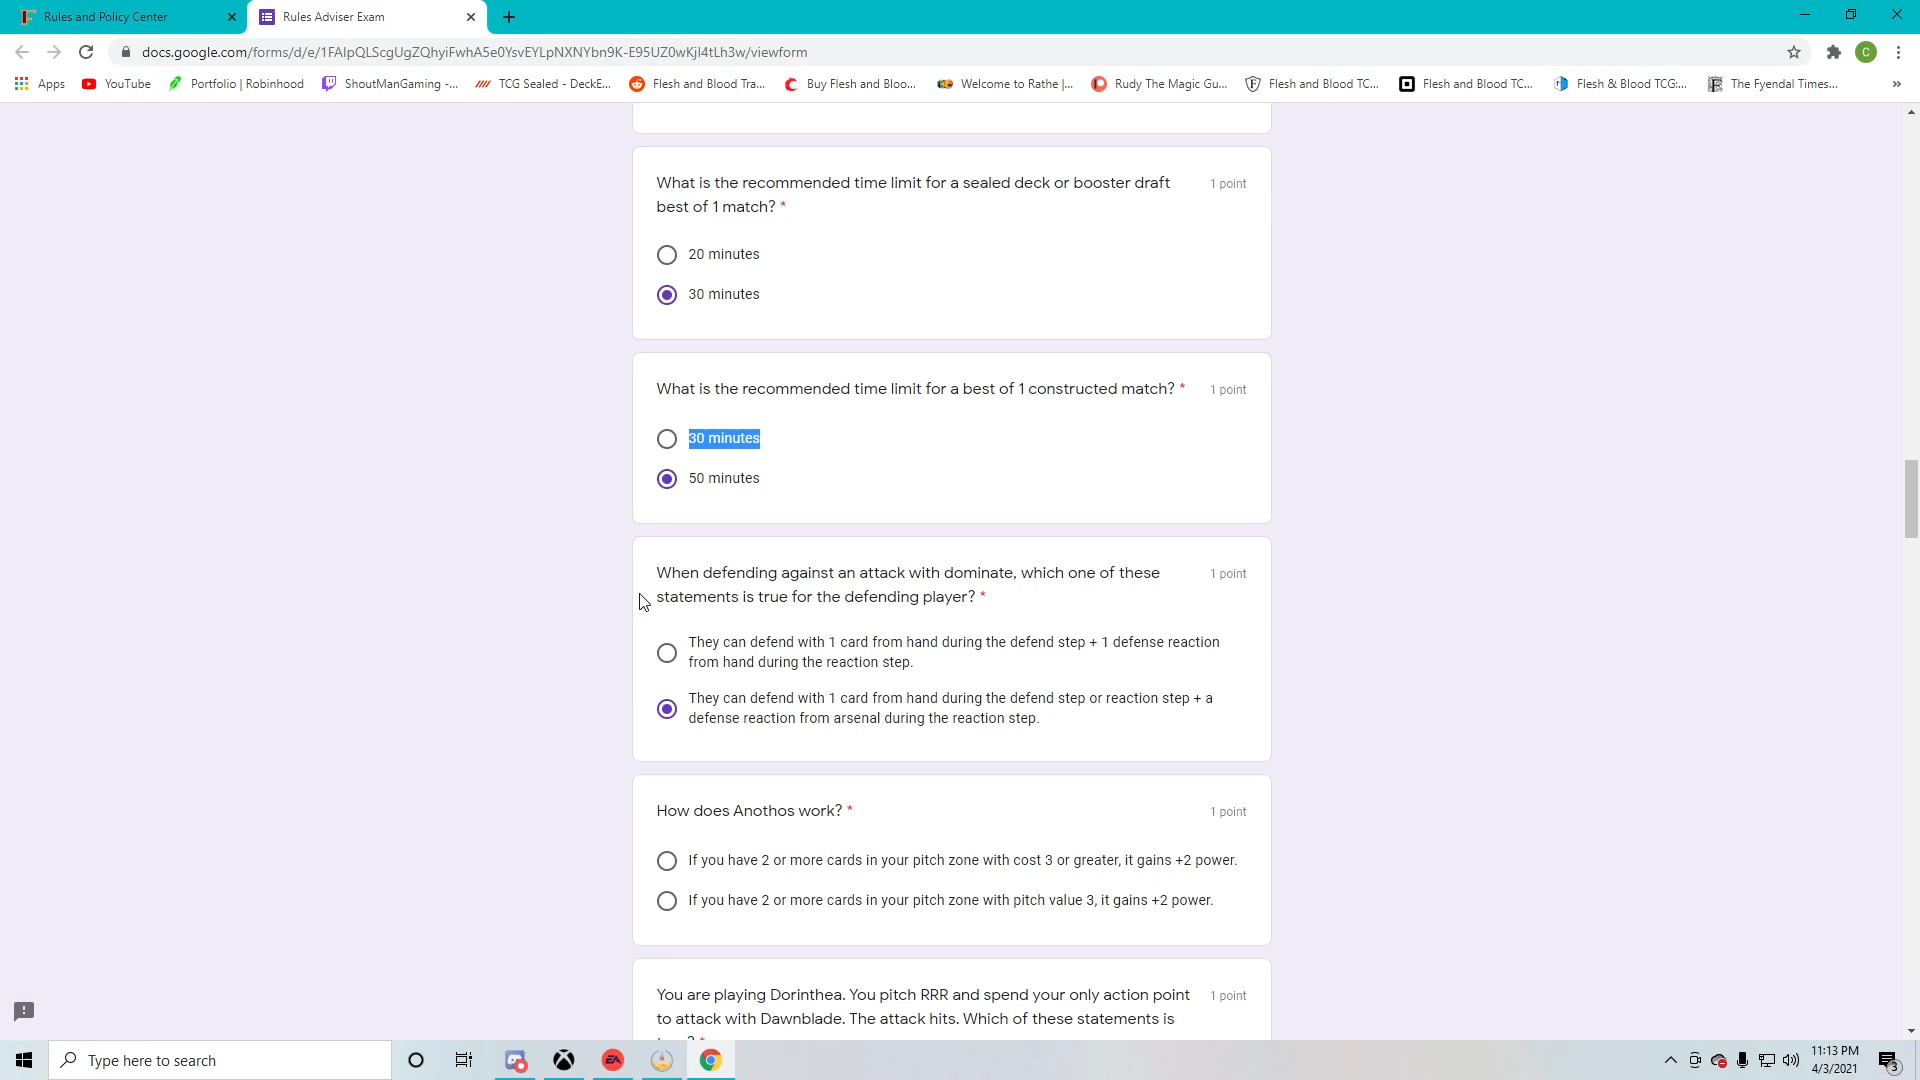 Rules and Policy Center
Rules Adviser Exam
docs.google.com/forms/d/e/1FAIpQLScgUgZQhyiFwhA5e0YsvEYLpNXNYbn9K-E95UZ0wKjI4tLh3w/viewform
C
Apps
YouTube
Portfolio | Robinhood
ShoutManGaming -...
TCG Sealed - DeckE...
Flesh and Blood Tra...
Buy Flesh and Bloo...
Welcome to Rathe |...
Rudy The Magic Gu...
Flesh and Blood TC...
Flesh and Blood TC...
Flesh & Blood TCG:...
The Fyendal Times...
»
What is the recommended time limit for a sealed deck or booster draft
best of 1 match? *
1 point
20 minutes
30 minutes
What is the recommended time limit for a best of 1 constructed match? *
1 point
30 minutes
50 minutes
When defending against an attack with dominate, which one of these
statements is true for the defending player? *
1 point
They can defend with 1 card from hand during the defend step + 1 defense reaction
from hand during the reaction step.
They can defend with 1 card from hand during the defend step or reaction step + a
defense reaction from arsenal during the reaction step.
How does Anothos work? *
1 point
If you have 2 or more cards in your pitch zone with cost 3 or greater, it gains +2 power.
If you have 2 or more cards in your pitch zone with pitch value 3, it gains +2 power.
You are playing Dorinthea. You pitch RRR and spend your only action point
to attack with Dawnblade. The attack hits. Which of these statements is
1 point
Type here to search
EA
11:13 PM
4/3/2021
3